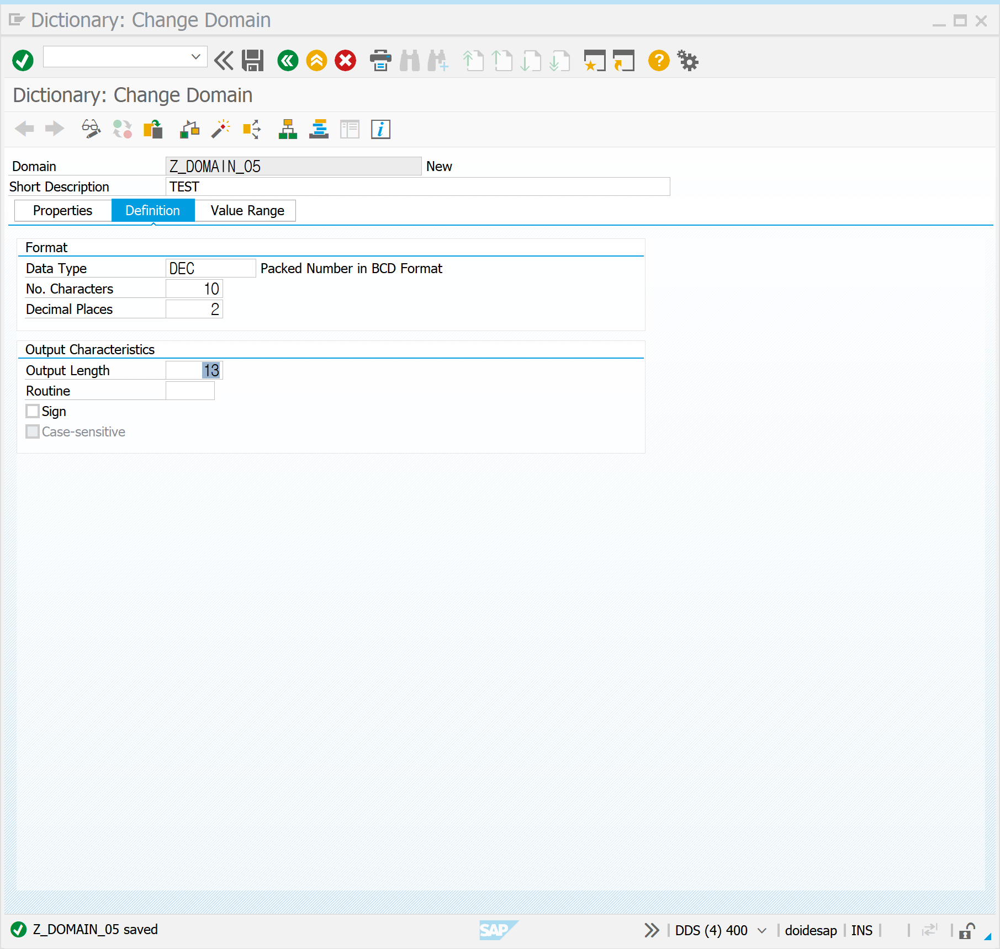 Dictionary: Change Domain
Dictionary: Change Domain
Domain Z_DOMAIN_05 New
Short Description TEST
Properties Definition Value Range
Format
Data Type DEC Packed Number in BCD Format
No. Characters 10
Decimal Places 2
Output Characteristics
Output Length 13
Routine
Sign
Case-sensitive
Z_DOMAIN_05 saved SAP DDS (4) 400 doidesap INS